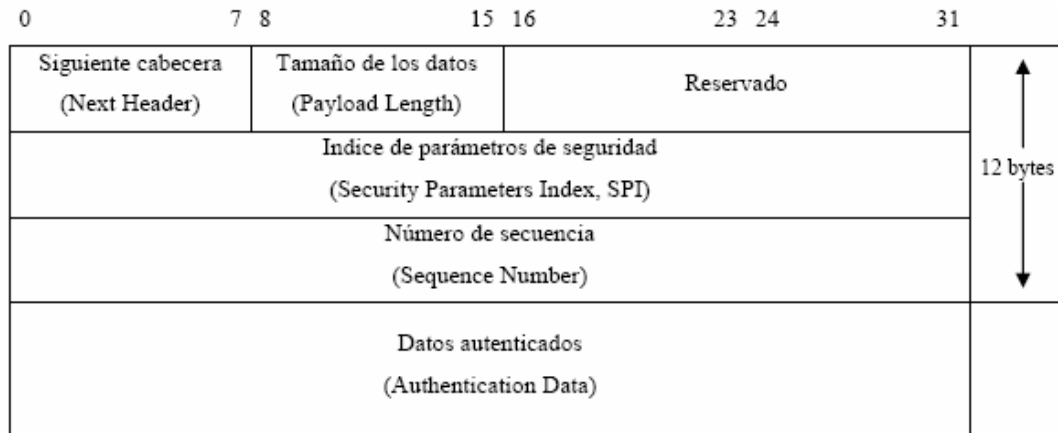 0 7 8 15 16 23 24 31
Siguiente cabecera
(Next Header)
Tamaño de los datos
(Payload Length)
Reservado
Indice de parámetros de seguridad
(Security Parameters Index, SPI)
12 bytes
Número de secuencia
(Sequence Number)
Datos autenticados
(Authentication Data)